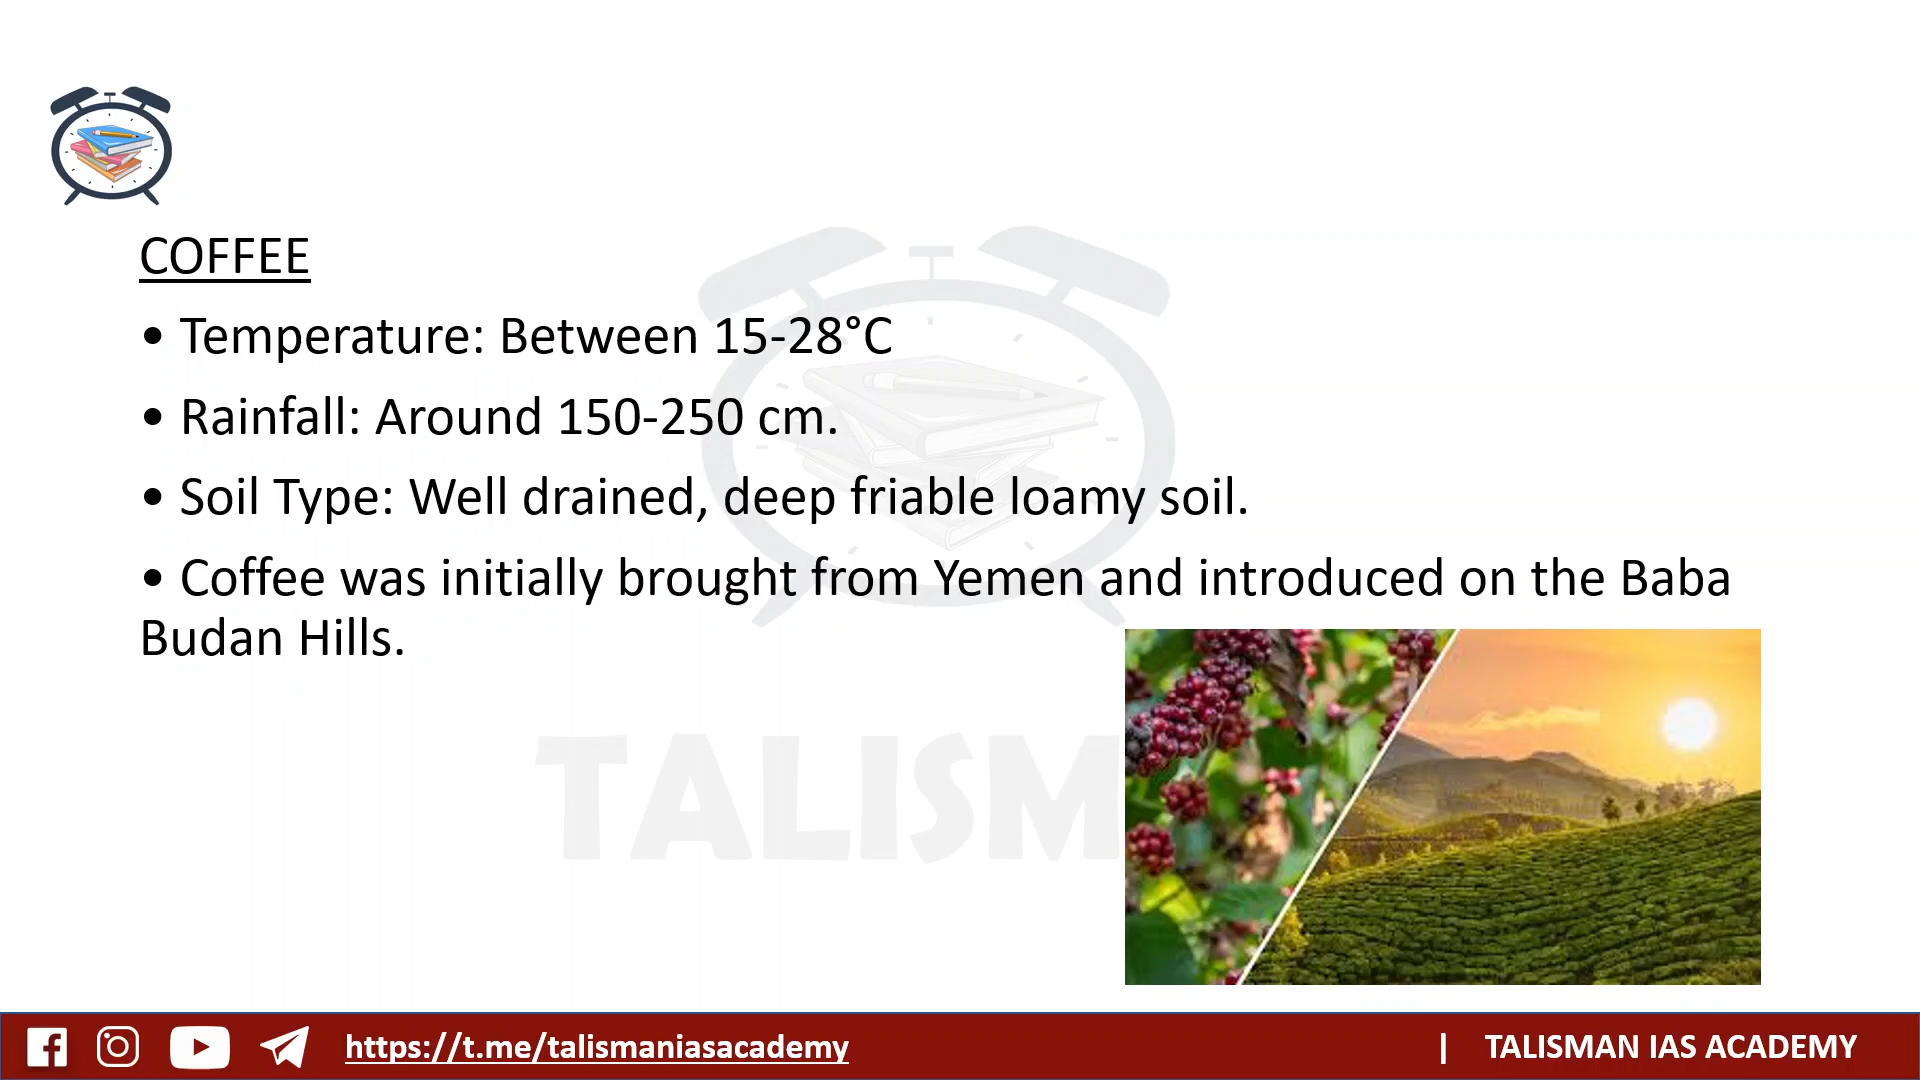 COFFEE
• Temperature: Between 15-28°C
• Rainfall: Around 150-250 cm.
• Soil Type: Well drained, deep friable loamy soil.
• Coffee was initially brought from Yemen and introduced on the Baba
Budan Hills.
TALISM
https://t.me/talismaniasacademy
| TALISMAN IAS ACADEMY